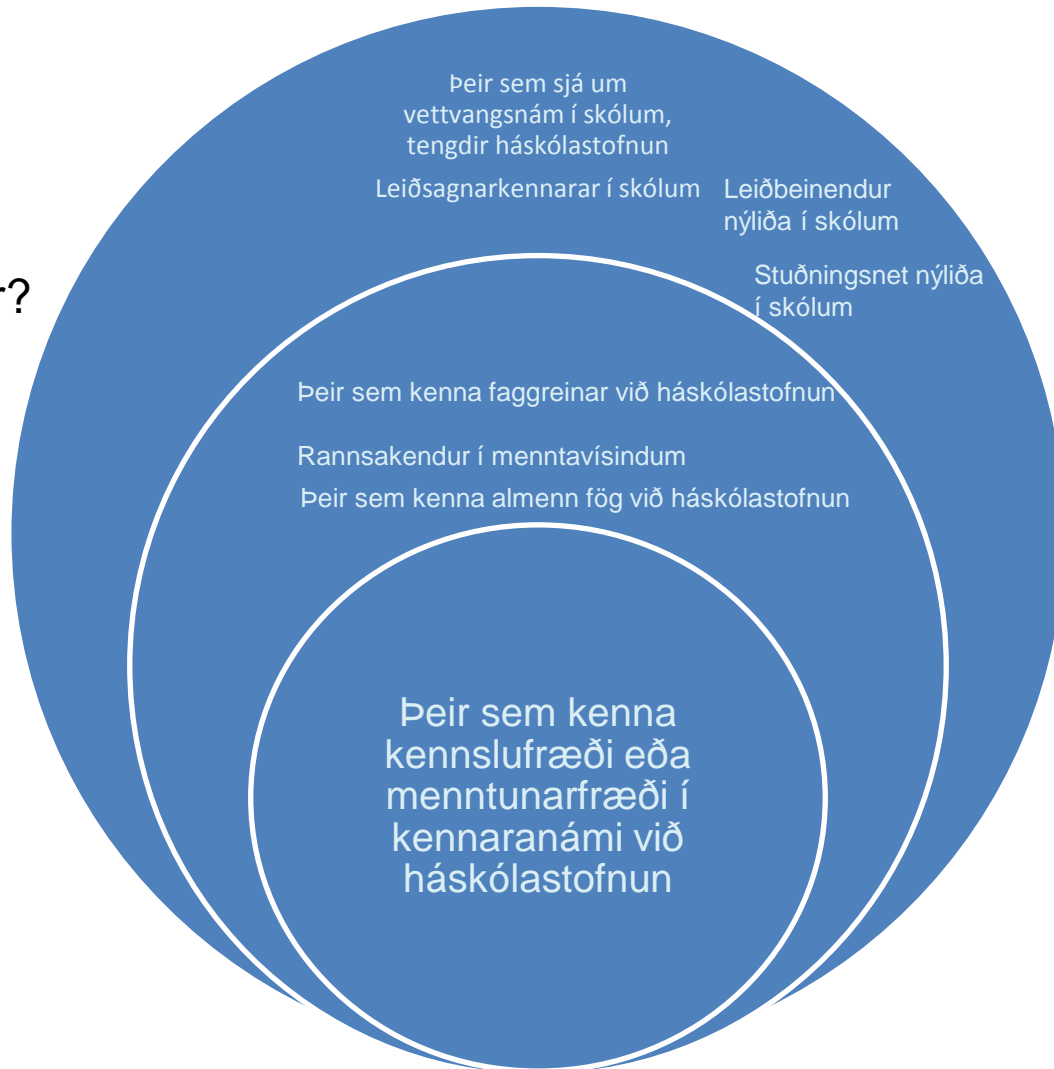 Þeir sem sjá um
vettvangsnám í skólum,
tengdir háskólastofnun
Leiðsagnarkennarar í skólum
Leiðbeinendur
nýliða í skólum
Stuðningsnet nýliða
í skólum
r?
Þeir sem kenna faggreinar við háskólastofnun
Rannsakendur í menntavísindum
Þeir sem kenna almenn fög við háskólastofnun
Þeir sem kenna
kennslufræði eða
menntunarfræði í
kennaranámi við
háskólastofnun